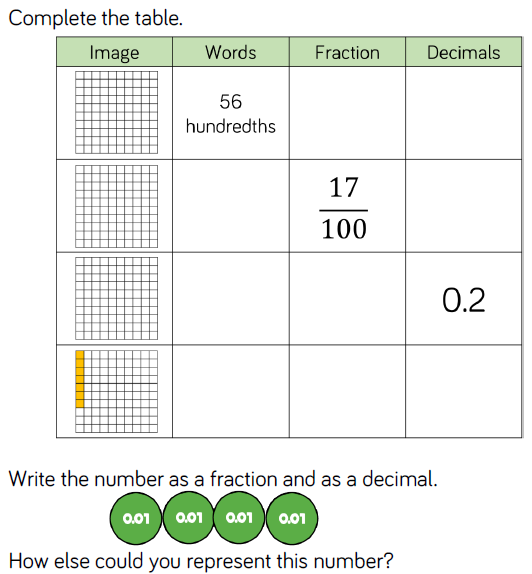 Complete the table.
Image Words Fraction Decimals
56
hundredths
17
100
0.2
Write the number as a fraction and as a decimal.
0.01 0.01 0.01 0.01
How else could you represent this number?